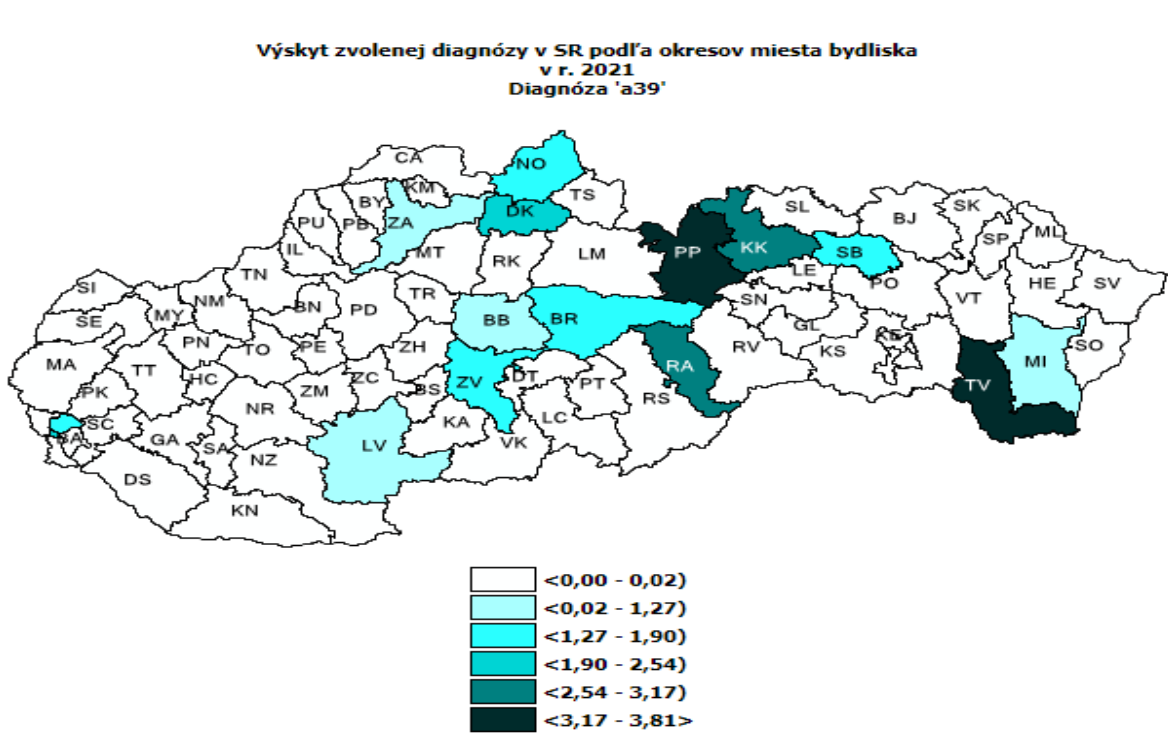 Výskyt zvolenej diagnózy v SR podľa okresov miesta bydliska
v r. 2021
Diagnóza 'a39'
CA
NO
KM
TS
BY
DK
PU
PB
ZA
SL
BJ
SK
SP
ML
IL
MT
RK
LM
PP
KK
SB
LE
PO
TN
SI
NM
BN
PD
TR
SN
VT
HE
SV
SE
MY
BB
BR
GL
PN
TO
PE
ZH
RV
KS
KE
SO
MA
TT
HC
ZM
ZC
BS
ZV
DT
PT
RA
MI
PK
NR
RS
TV
SC
BA
GA
SA
LV
KA
LC
VK
DS
NZ
KN
<0,00 - 0,02)
<0,02 - 1,27)
<1,27 - 1,90)
<1,90 - 2,54)
<2,54 - 3,17)
<3,17 - 3,81>